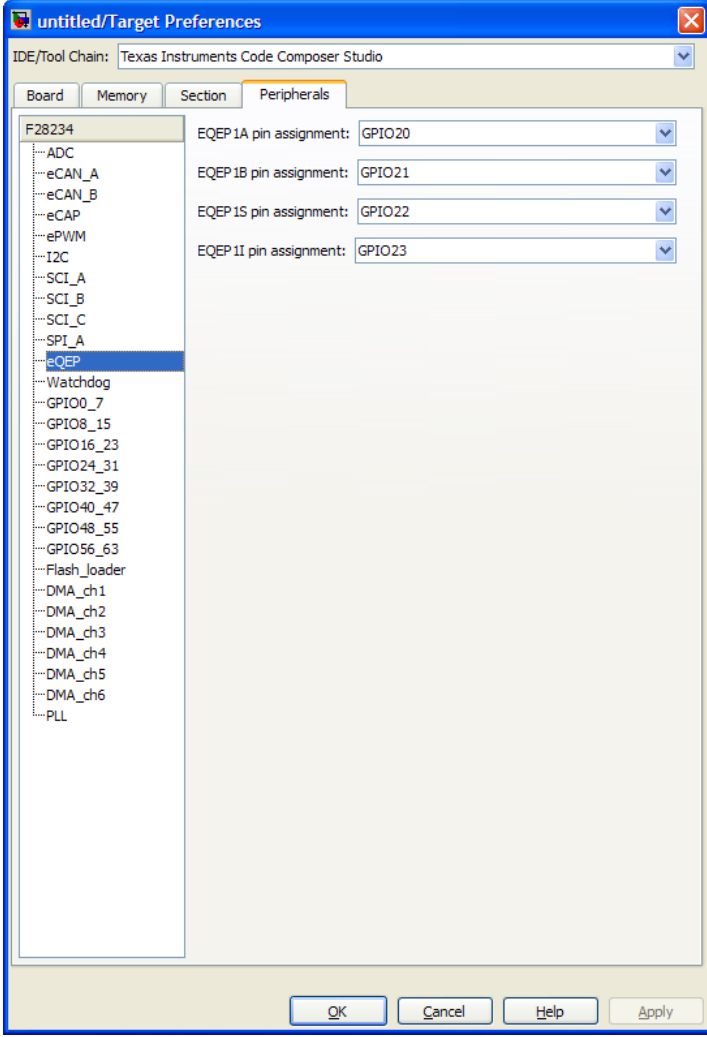 untitled/Target Preferences
IDE/Tool Chain: Texas Instruments Code Composer Studio
Board Memory Section Peripherals
F28234
ADC
eCAN_A
eCAN_B
eCAP
ePWM
I2C
SCI_A
SCI_B
SCI_C
SPI_A
eQEP
Watchdog
GPIO0_7
GPIO8_15
GPIO16_23
GPIO24_31
GPIO32_39
GPIO40_47
GPIO48_55
GPIO56_63
Flash_loader
DMA_ch1
DMA_ch2
DMA_ch3
DMA_ch4
DMA_ch5
DMA_ch6
PLL
EQEP1A pin assignment: GPIO20
EQEP1B pin assignment: GPIO21
EQEP1S pin assignment: GPIO22
EQEP1I pin assignment: GPIO23
OK Cancel Help Apply